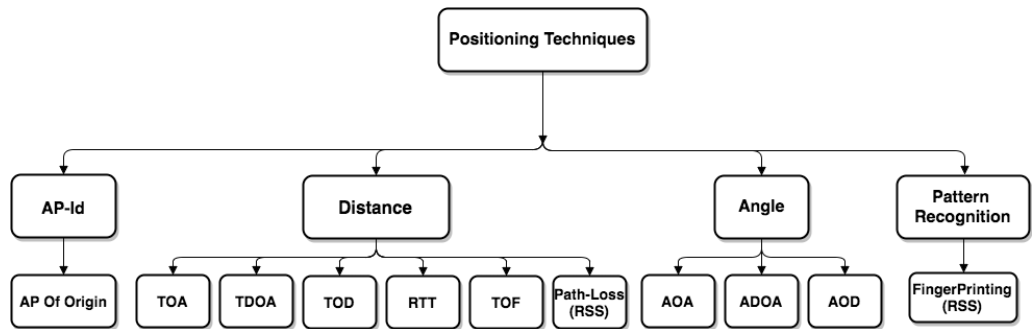 Positioning Techniques
AP-Id
Distance
Angle
Pattern
Recognition
AP Of Origin
TOA
TDOA
TOD
RTT
TOF
Path-Loss
(RSS)
AOA
ADOA
AOD
FingerPrinting
(RSS)